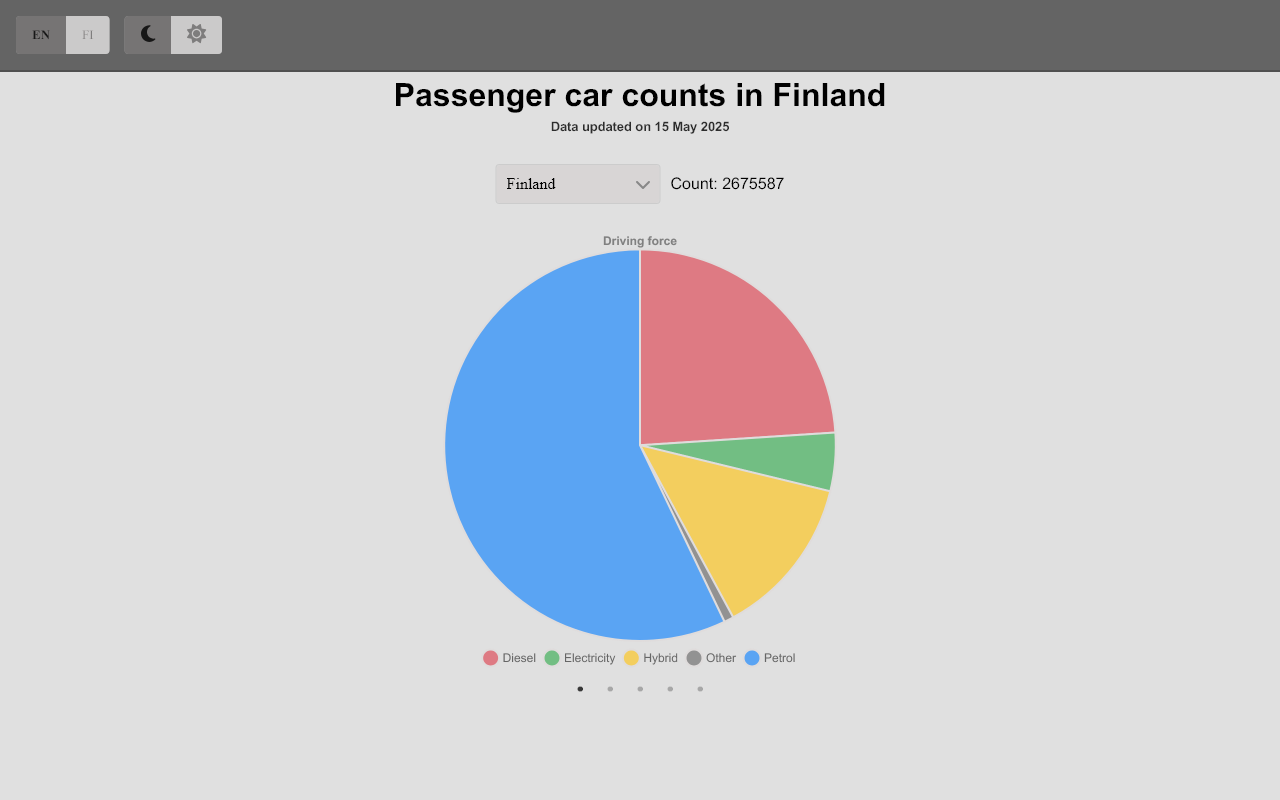 EN FI
Passenger car counts in Finland
Data updated on 15 May 2025
Finland Count: 2675587
Driving force
Diesel Electricity Hybrid Other Petrol